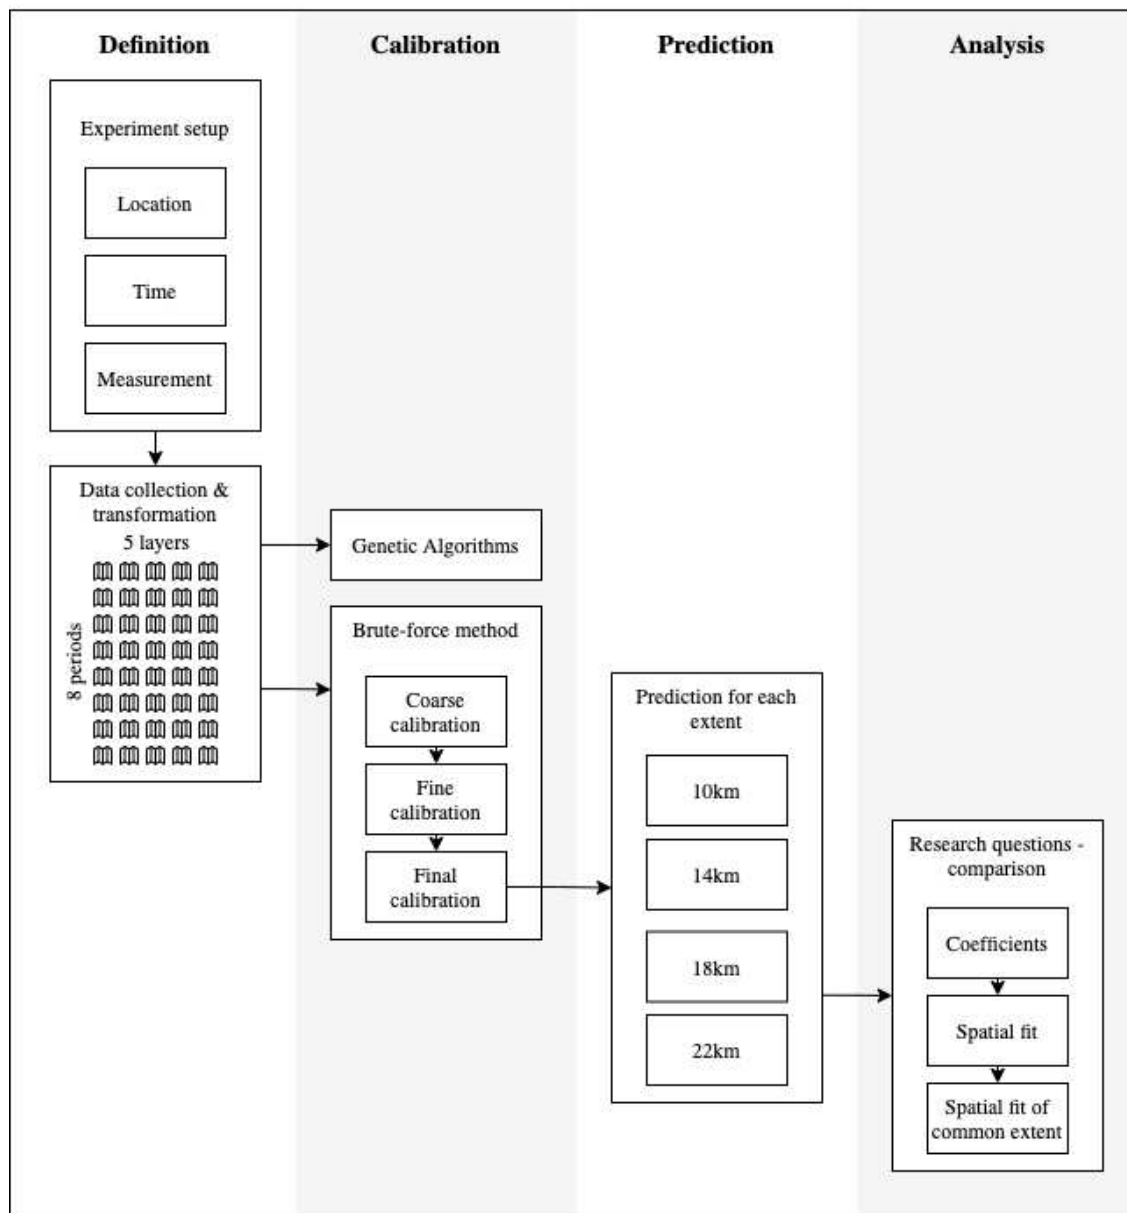 Definition
Calibration
Prediction
Analysis
Experiment setup
Location
Time
Measurement
Data collection &
transformation
5 layers
8 periods
Genetic Algorithms
Brute-force method
Coarse
calibration
Fine
calibration
Final
calibration
Prediction for each
extent
10km
14km
18km
22km
Research questions -
comparison
Coefficients
Spatial fit
Spatial fit of
common extent